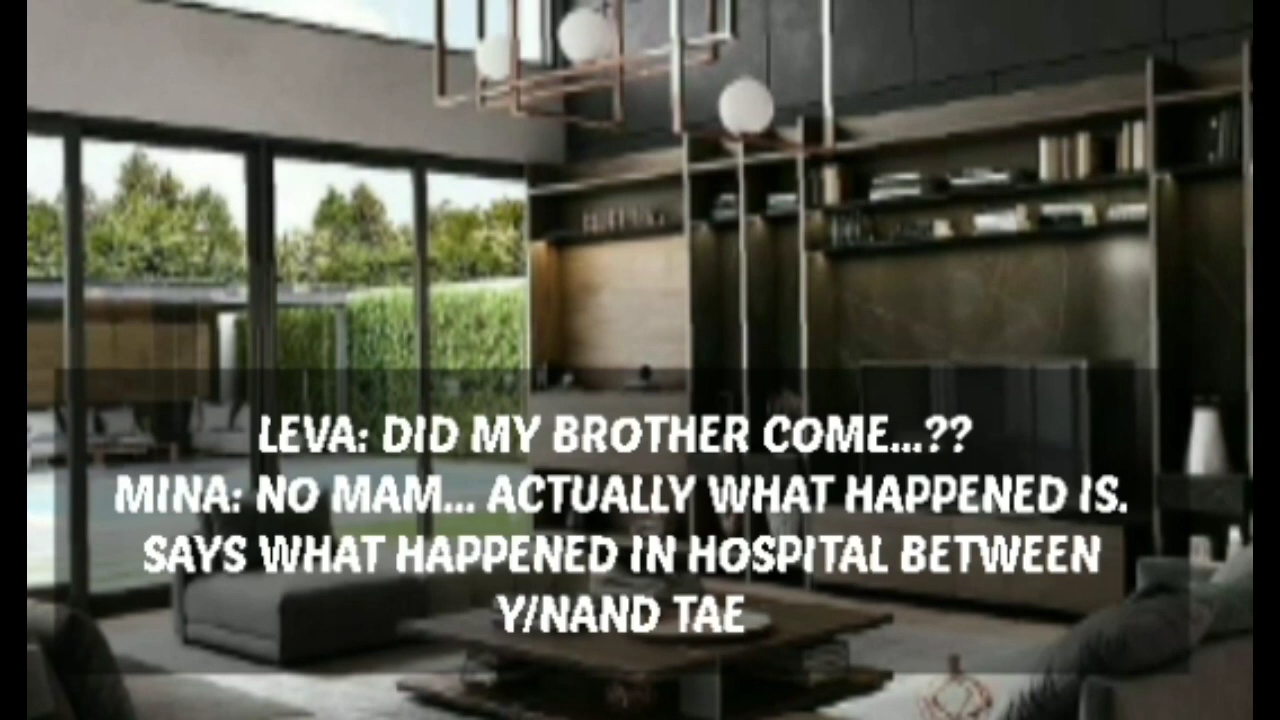 LEVA: DID MY BROTHER COME...??
MINA: NO MAM... ACTUALLY WHAT HAPPENED IS.
SAYS WHAT HAPPENED IN HOSPITAL BETWEEN
Y/NAND TAE